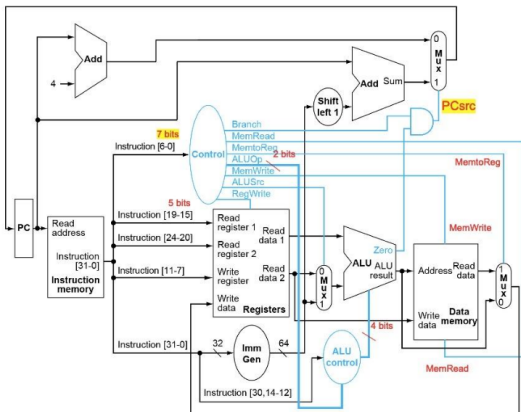 0
Mux
1
Add
4
Add Sum
Shift
left 1
PCsrc
Branch
MemRead
MemtoReg
ALUOp
MemWrite
ALUSrc
RegWrite
7 bits
Instruction [6-0]
Control
2 bits
MemtoReg
5 bits
PC
Read
address
Instruction
[31-0]
Instruction
memory
Instruction [19-15]
Instruction [24-20]
Instruction [11-7]
Read
register 1
Read
register 2
Write
register
Write
data
Read
data 1
Read
data 2
Registers
0
Mux
1
Zero
ALU
ALU
result
MemWrite
Address
Read
data
Write
data
Data
memory
1
Mux
0
4 bits
MemRead
Instruction [31-0]
32
Imm
Gen
64
ALU
control
Instruction [30,14-12]